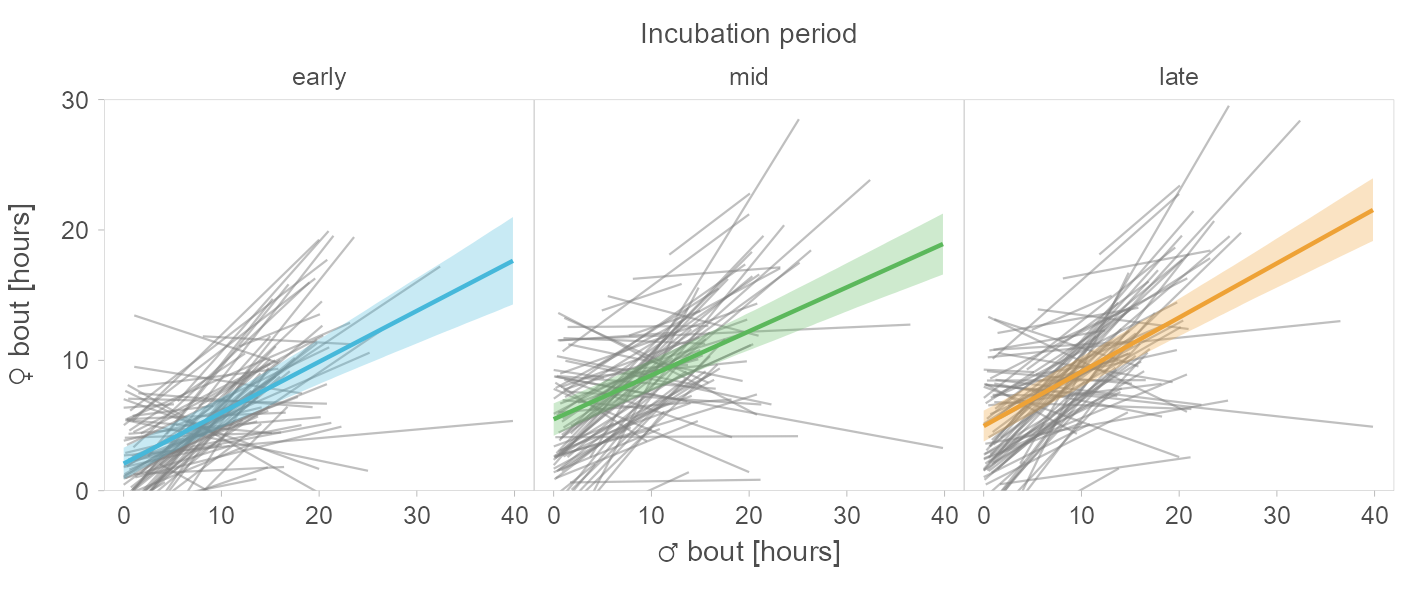 Incubation period
early mid late
30
20
10
0
♀ bout [hours]
0 10 20 30 40 0 10 20 30 40 0 10 20 30 40
♂ bout [hours]